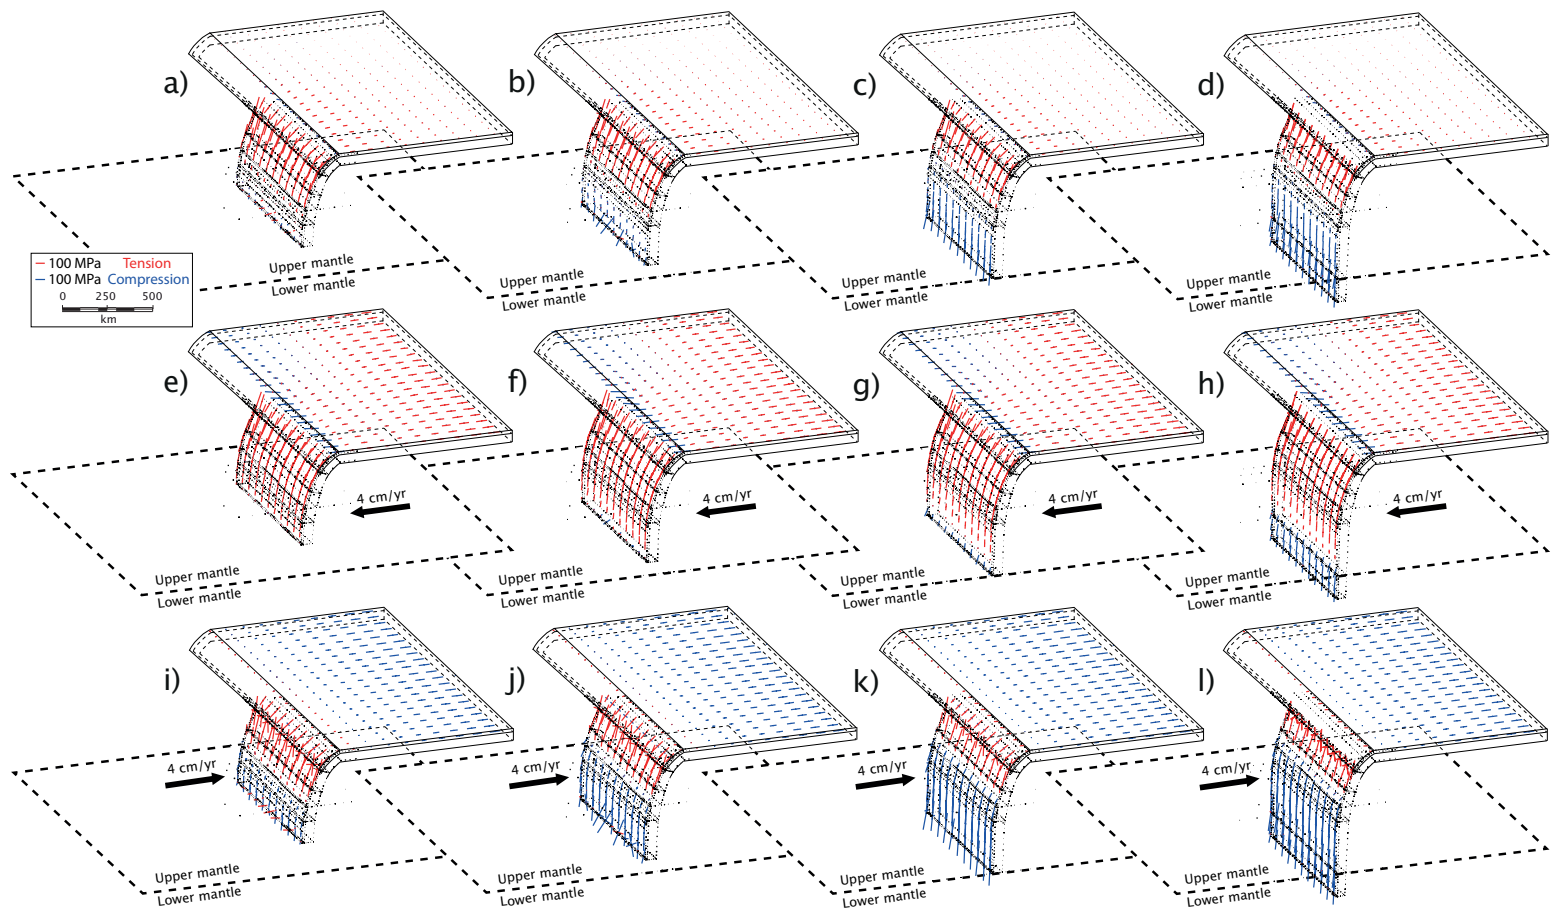 a)
b)
c)
d)
100 MPa Tension
100 MPa Compression
0 250 500
km
Upper mantle
Lower mantle
Upper mantle
Lower mantle
Upper mantle
Lower mantle
Upper mantle
Lower mantle
e)
f)
g)
h)
4 cm/yr
4 cm/yr
4 cm/yr
4 cm/yr
Upper mantle
Lower mantle
Upper mantle
Lower mantle
Upper mantle
Lower mantle
Upper mantle
Lower mantle
i)
j)
k)
l)
4 cm/yr
4 cm/yr
4 cm/yr
4 cm/yr
Upper mantle
Lower mantle
Upper mantle
Lower mantle
Upper mantle
Lower mantle
Upper mantle
Lower mantle